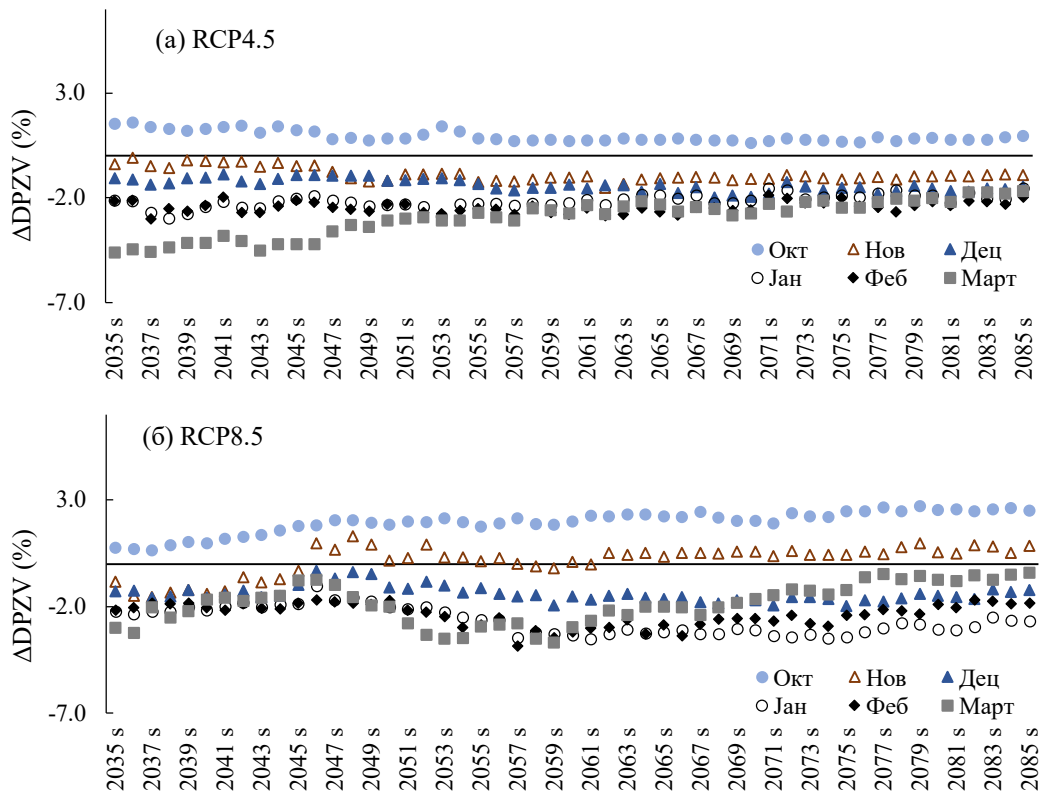 (а) RCP4.5
ΔDPZV (%)
3.0
-2.0
-7.0
Окт Нов Дец
Јан Феб Март
2035 s 2037 s 2039 s 2041 s 2043 s 2045 s 2047 s 2049 s 2051 s 2053 s 2055 s 2057 s 2059 s 2061 s 2063 s 2065 s 2067 s 2069 s 2071 s 2073 s 2075 s 2077 s 2079 s 2081 s 2083 s 2085 s
(б) RCP8.5
ΔDPZV (%)
3.0
-2.0
-7.0
Окт Нов Дец
Јан Феб Март
2035 s 2037 s 2039 s 2041 s 2043 s 2045 s 2047 s 2049 s 2051 s 2053 s 2055 s 2057 s 2059 s 2061 s 2063 s 2065 s 2067 s 2069 s 2071 s 2073 s 2075 s 2077 s 2079 s 2081 s 2083 s 2085 s